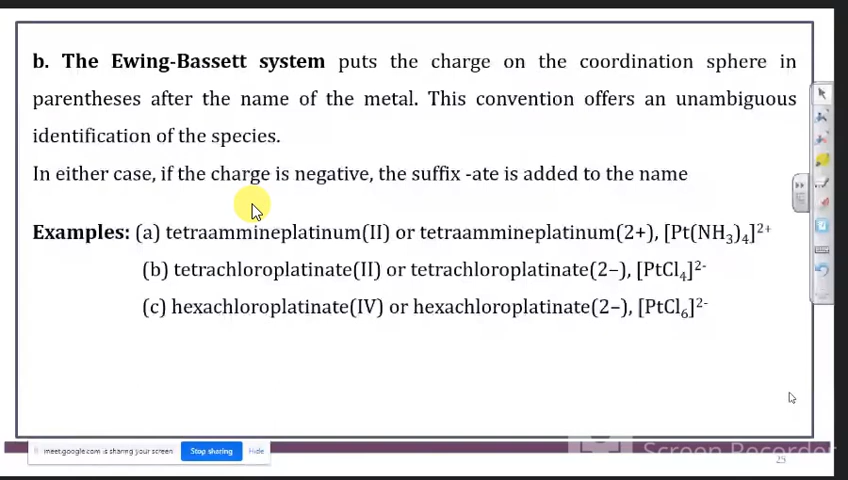 b. The Ewing-Bassett system puts the charge on the coordination sphere in
parentheses after the name of the metal. This convention offers an unambiguous
identification of the species.
In either case, if the charge is negative, the suffix -ate is added to the name
Examples: (a) tetraammineplatinum(II) or tetraammineplatinum(2+), [Pt(NH₃)₄]²⁺
(b) tetrachloroplatinate(II) or tetrachloroplatinate(2–), [PtCl₄]²⁻
(c) hexachloroplatinate(IV) or hexachloroplatinate(2–), [PtCl₆]²⁻
meet.google.com is sharing your screen. Stop sharing Hide
Screen Recorder
25